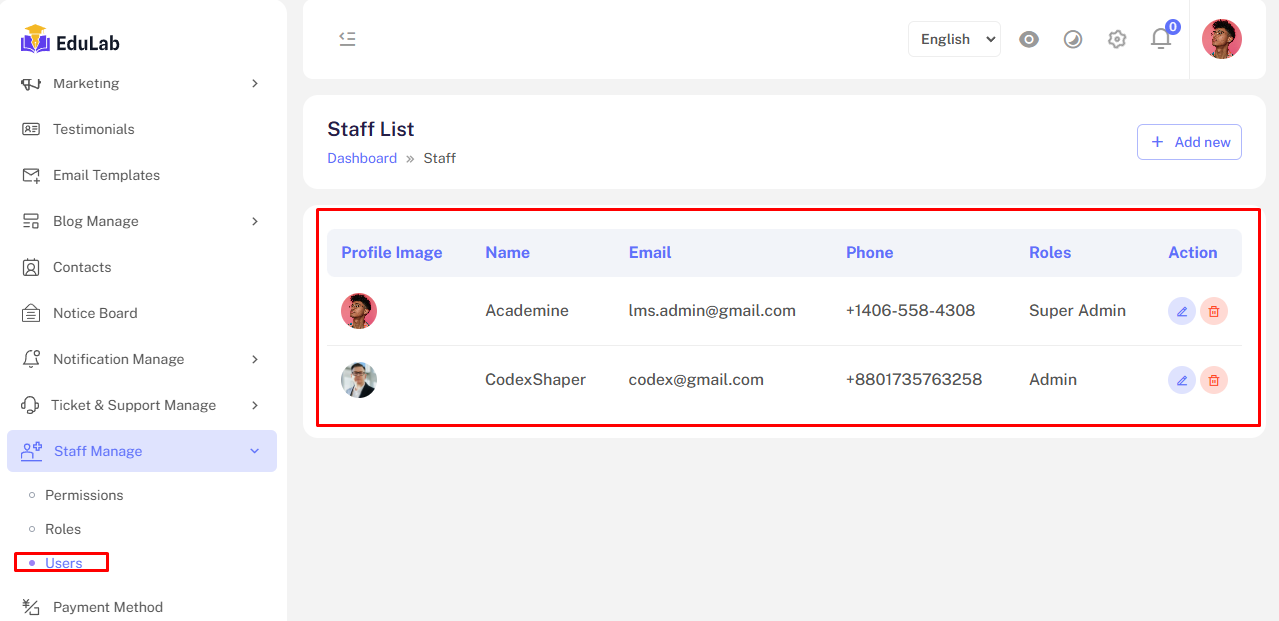 EduLab
Marketing
Testimonials
Email Templates
Blog Manage
Contacts
Notice Board
Notification Manage
Ticket & Support Manage
Staff Manage
Permissions
Roles
Users
Payment Method
English
0
Staff List
Dashboard » Staff
+ Add new
Profile Image Name Email Phone Roles Action
Academine lms.admin@gmail.com +1406-558-4308 Super Admin
CodexShaper codex@gmail.com +8801735763258 Admin